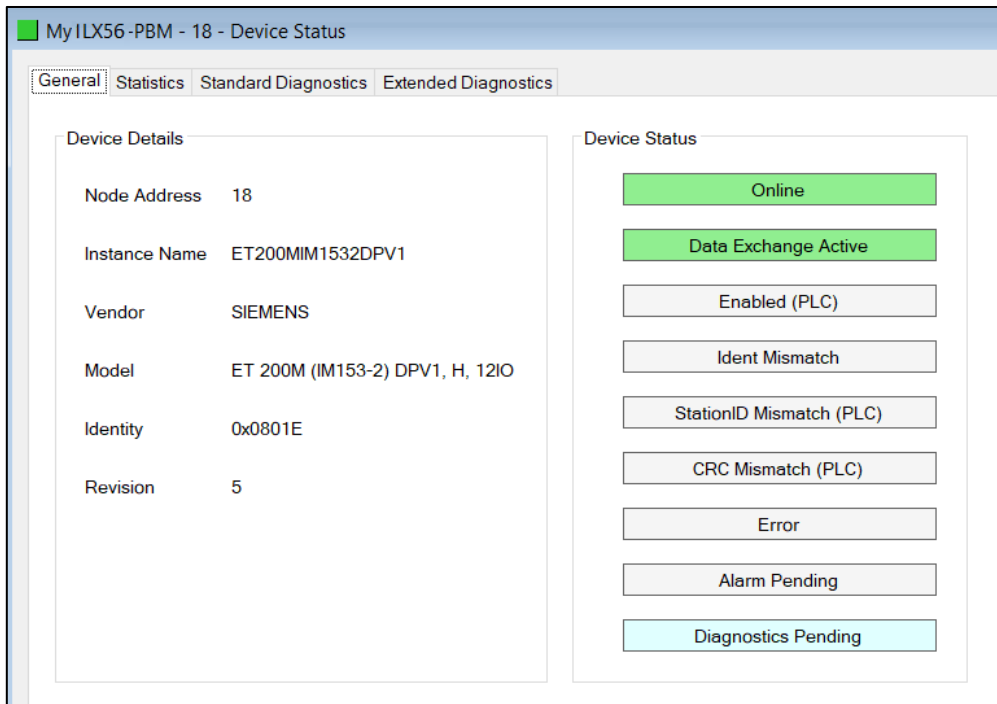 My ILX56-PBM - 18 - Device Status
General Statistics Standard Diagnostics Extended Diagnostics
Device Details
Node Address 18
Instance Name ET200MIM1532DPV1
Vendor SIEMENS
Model ET 200M (IM153-2) DPV1, H, 12IO
Identity 0x0801E
Revision 5
Device Status
Online
Data Exchange Active
Enabled (PLC)
Ident Mismatch
StationID Mismatch (PLC)
CRC Mismatch (PLC)
Error
Alarm Pending
Diagnostics Pending